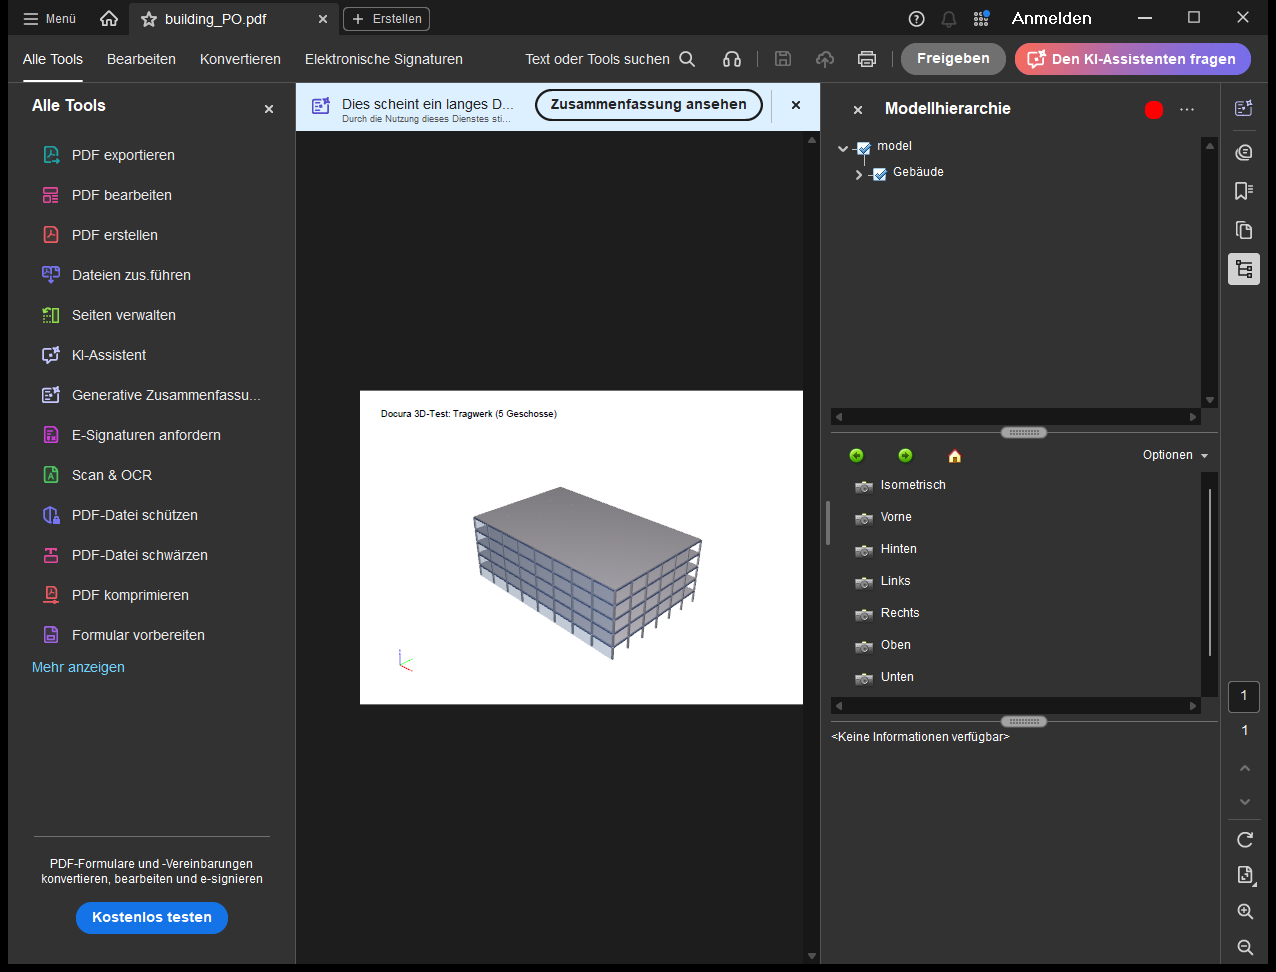 Menü
building_PO.pdf
Erstellen
Anmelden
Alle Tools
Bearbeiten
Konvertieren
Elektronische Signaturen
Text oder Tools suchen
Freigeben
Den KI-Assistenten fragen
Alle Tools
PDF exportieren
PDF bearbeiten
PDF erstellen
Dateien zus.führen
Seiten verwalten
KI-Assistent
Generative Zusammenfassu...
E-Signaturen anfordern
Scan & OCR
PDF-Datei schützen
PDF-Datei schwärzen
PDF komprimieren
Formular vorbereiten
Mehr anzeigen
PDF-Formulare und -Vereinbarungen
konvertieren, bearbeiten und e-signieren
Kostenlos testen
Dies scheint ein langes D...
Durch die Nutzung dieses Dienstes sti...
Zusammenfassung ansehen
Docura 3D-Test: Tragwerk (5 Geschosse)
Modellhierarchie
model
Gebäude
Optionen
Isometrisch
Vorne
Hinten
Links
Rechts
Oben
Unten
<Keine Informationen verfügbar>
1
1